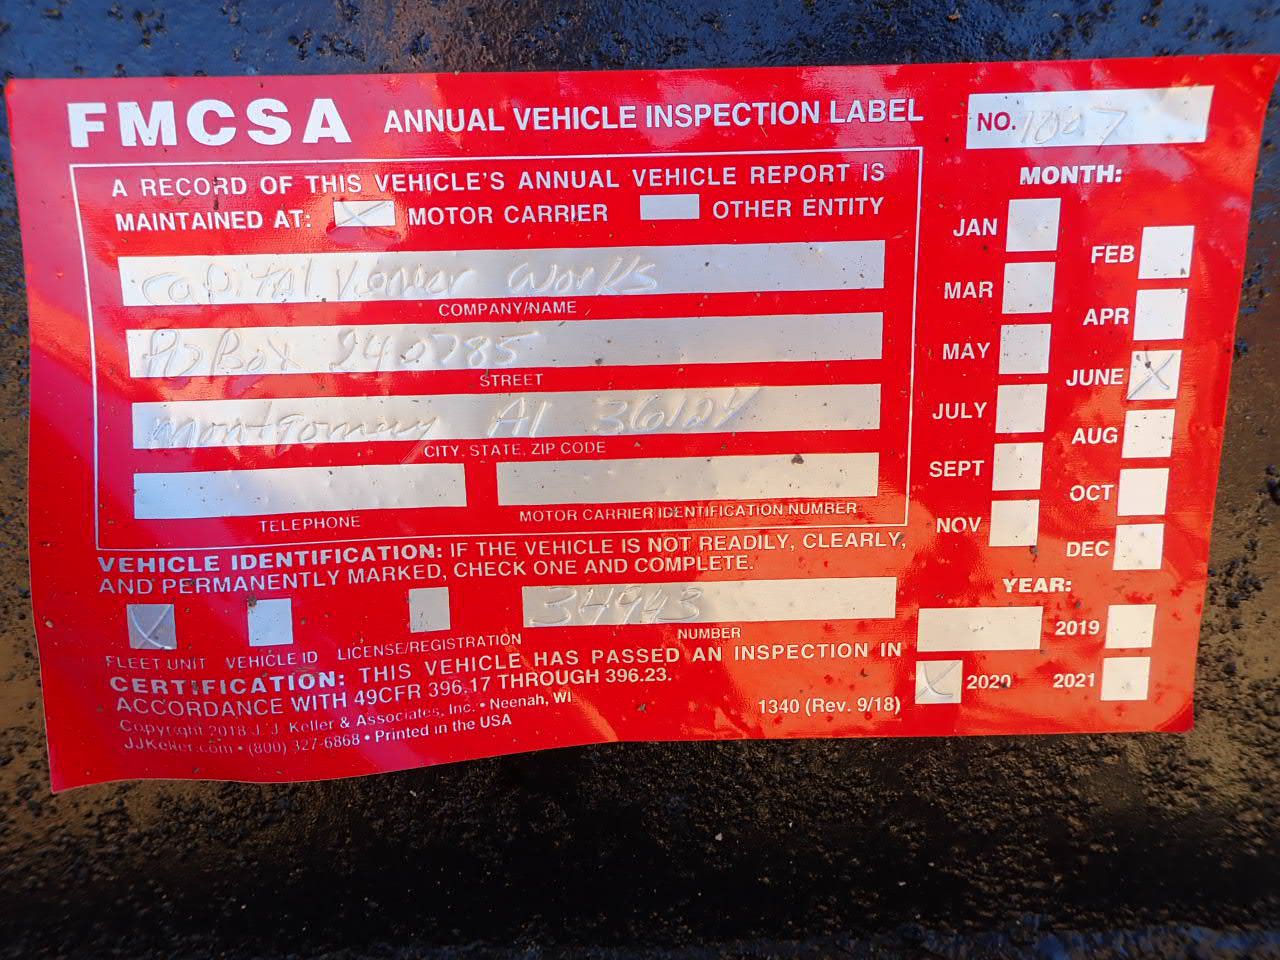 FMCSA ANNUAL VEHICLE INSPECTION LABEL
NO. 1007
A RECORD OF THIS VEHICLE'S ANNUAL VEHICLE REPORT IS
MAINTAINED AT: X MOTOR CARRIER OTHER ENTITY
Capital Veneer Works
COMPANY/NAME
PO Box 240785
STREET
Montgomery Al 36124
CITY, STATE, ZIP CODE
TELEPHONE
MOTOR CARRIER IDENTIFICATION NUMBER
VEHICLE IDENTIFICATION: IF THE VEHICLE IS NOT READILY, CLEARLY,
AND PERMANENTLY MARKED, CHECK ONE AND COMPLETE.
X 34943
FLEET UNIT VEHICLE ID LICENSE/REGISTRATION NUMBER
CERTIFICATION: THIS VEHICLE HAS PASSED AN INSPECTION IN
ACCORDANCE WITH 49CFR 396.17 THROUGH 396.23.
Copyright 2018 J. J. Keller & Associates, Inc. • Neenah, WI
JJKeller.com • (800) 327-6868 • Printed in the USA
1340 (Rev. 9/18)
MONTH:
JAN
FEB
MAR
APR
MAY
JUNE X
JULY
AUG
SEPT
OCT
NOV
DEC
YEAR:
2019
X 2020 2021